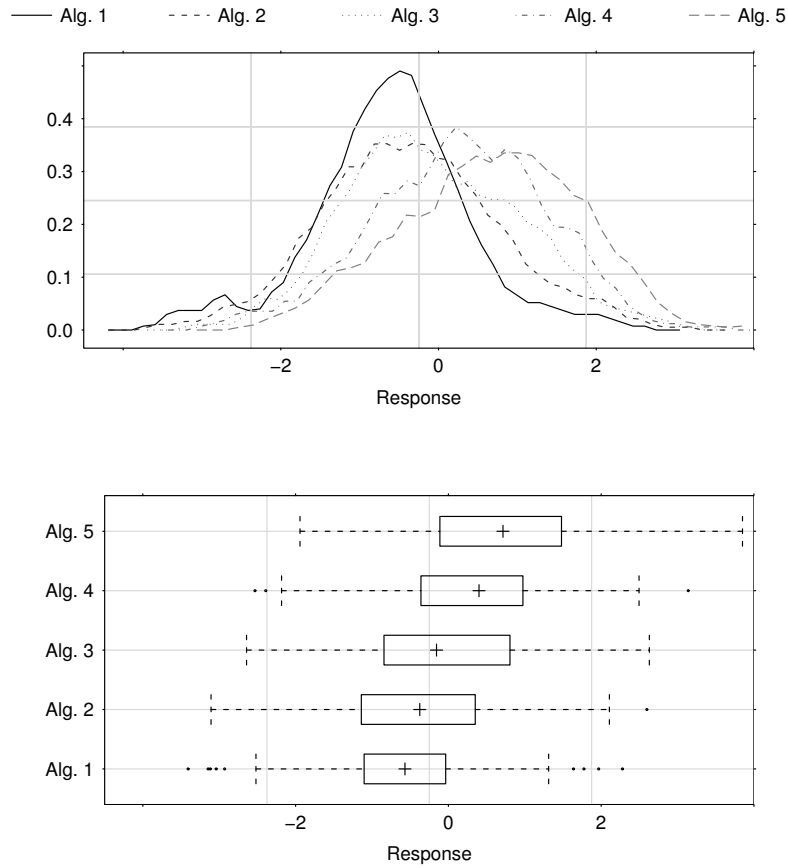 Alg. 1 Alg. 2 Alg. 3 Alg. 4 Alg. 5
0.4
0.3
0.2
0.1
0.0
−2 0 2
Response
Alg. 5
Alg. 4
Alg. 3
Alg. 2
Alg. 1
−2 0 2
Response